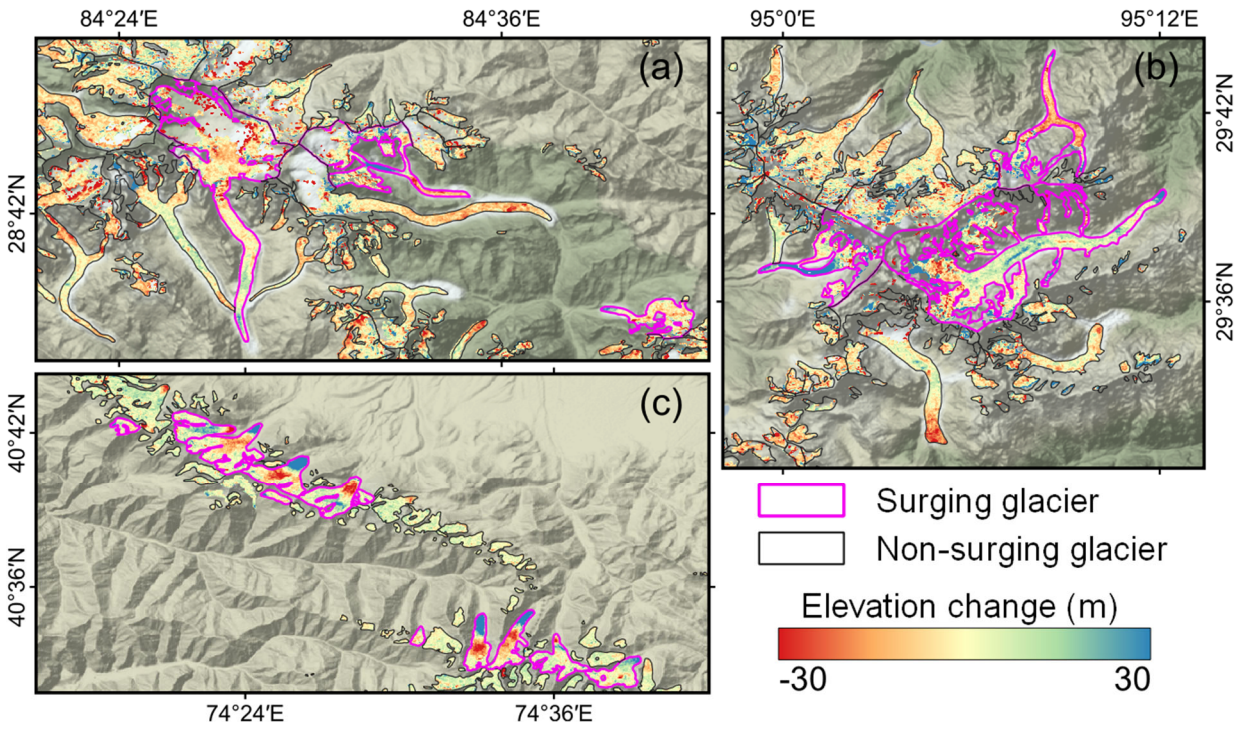 84°24′E
84°36′E
95°0′E
95°12′E
(a)
(b)
28°42′N
29°42′N
29°36′N
(c)
40°42′N
40°36′N
74°24′E
74°36′E
Surging glacier
Non-surging glacier
Elevation change (m)
-30
30